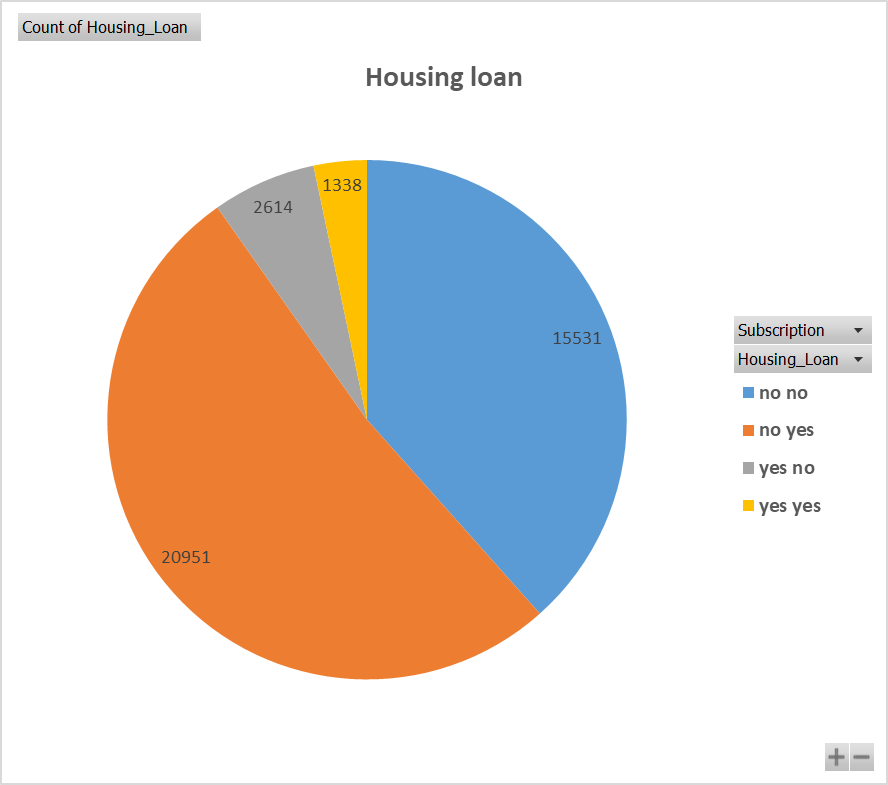 Count of Housing_Loan
Housing loan
1338
2614
15531
20951
Subscription
Housing_Loan
no no
no yes
yes no
yes yes